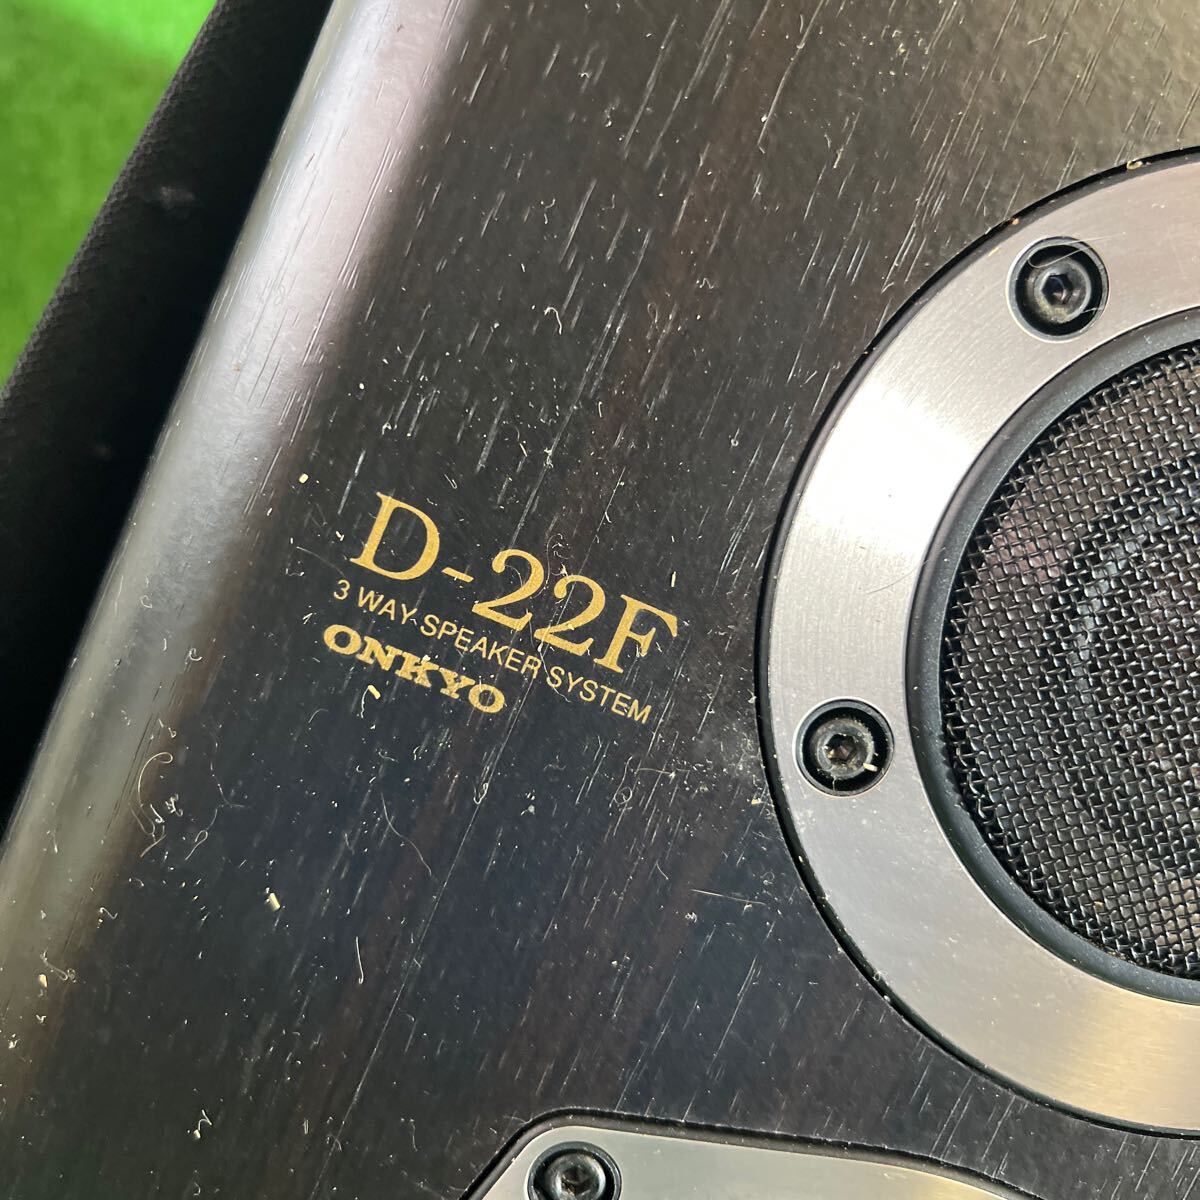 D-22F
3 WAY SPEAKER SYSTEM
ONKYO